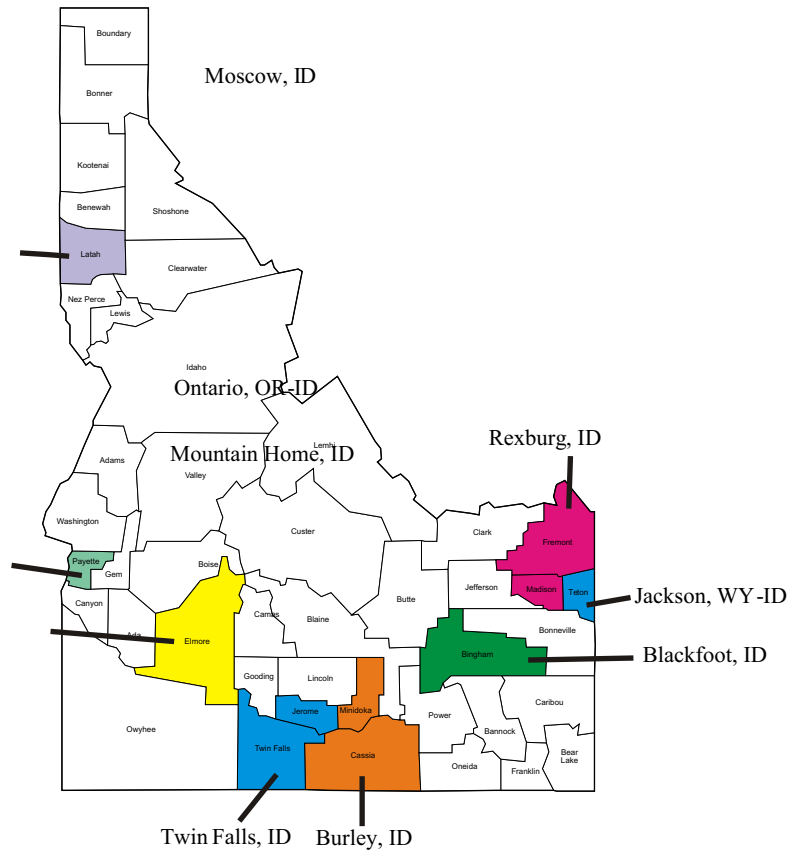 Boundary
Moscow, ID
Bonner
Kootenai
Benewah
Shoshone
Latah
Clearwater
Nez Perce
Lewis
Idaho
Ontario, OR-ID
Rexburg, ID
Lemhi
Mountain Home, ID
Adams
Valley
Washington
Custer
Clark
Fremont
Payette
Boise
Gem
Jefferson
Madison
Teton
Jackson, WY-ID
Canyon
Butte
Camas
Blaine
Ada
Elmore
Bonneville
Bingham
Blackfoot, ID
Gooding
Lincoln
Jerome
Minidoka
Power
Caribou
Owyhee
Bannock
Twin Falls
Cassia
Oneida
Franklin
Bear
Lake
Twin Falls, ID
Burley, ID